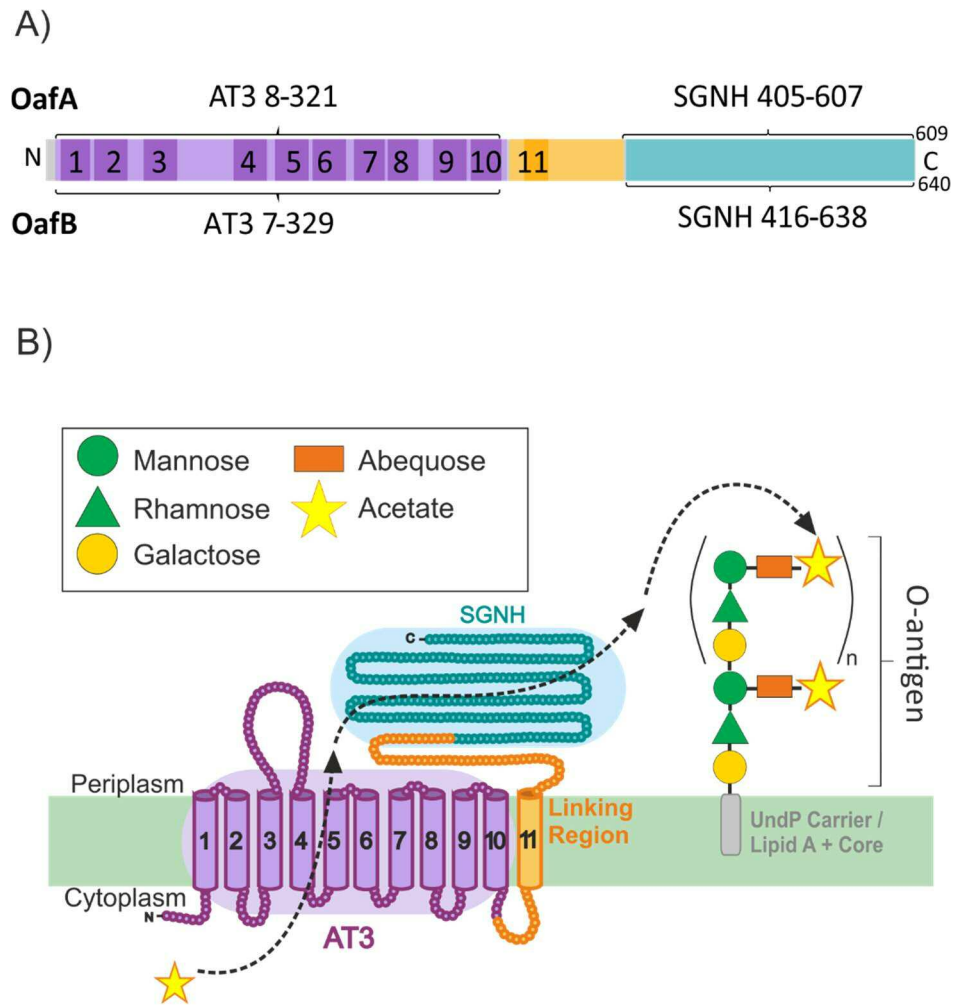 A)
OafA AT3 8-321 SGNH 405-607
609
N 1 2 3 4 5 6 7 8 9 10 11 C
640
OafB AT3 7-329 SGNH 416-638
B)
Mannose Abequose
Rhamnose Acetate
Galactose
SGNH
C
n
O-antigen
Periplasm
Linking
Region
1 2 3 4 5 6 7 8 9 10 11
UndP Carrier /
Lipid A + Core
Cytoplasm
N
AT3